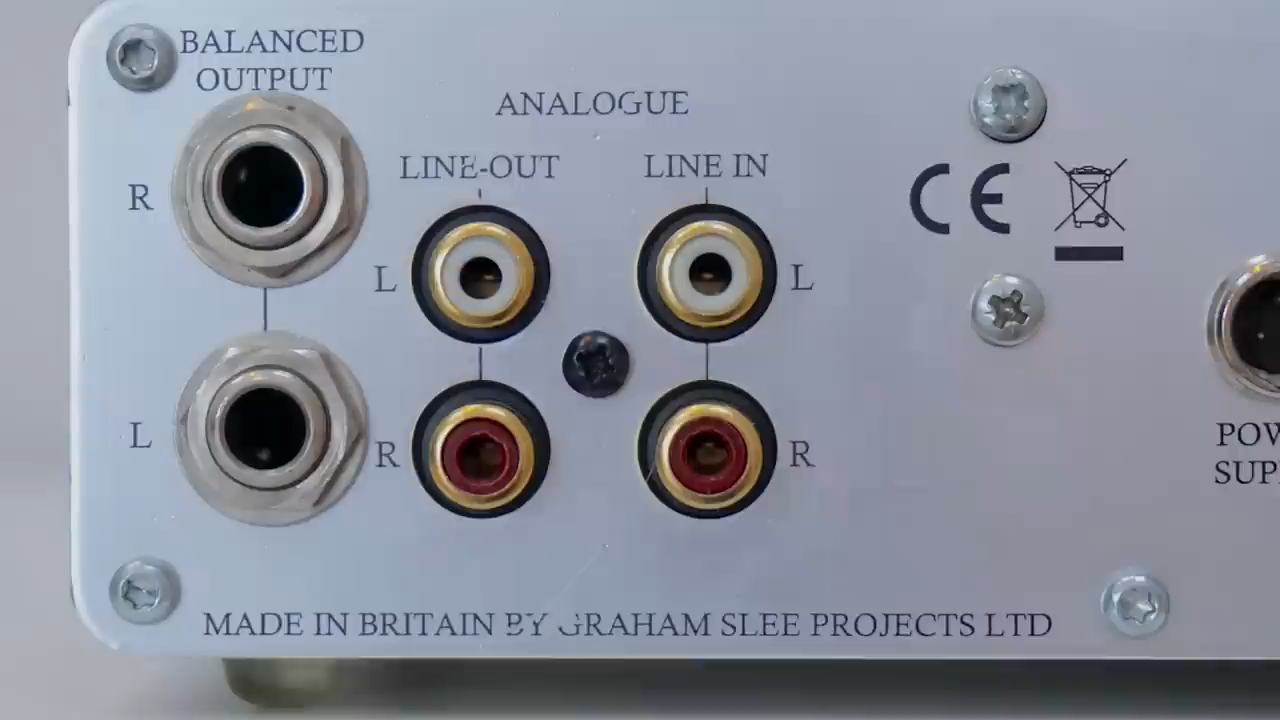 BALANCED
OUTPUT
ANALOGUE
LINE-OUT
LINE IN
R
L
L
L
R
R
CE
MADE IN BRITAIN BY GRAHAM SLEE PROJECTS LTD